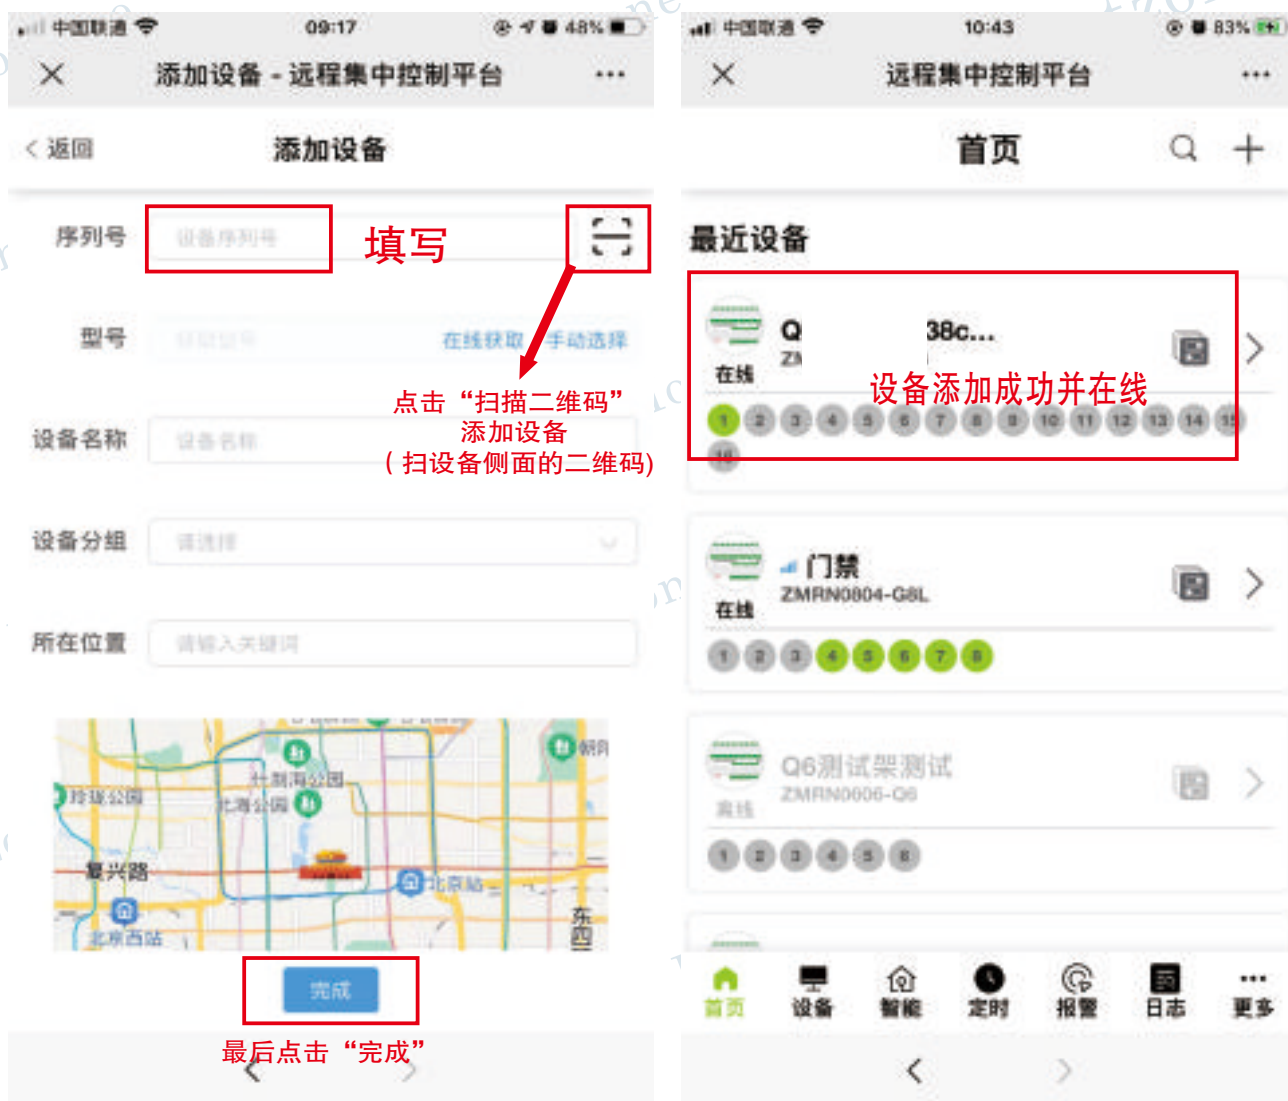 中国联通 09:17 48%
添加设备 - 远程集中控制平台 ...
< 返回 添加设备
序列号 设备序列号 填写
型号 在线获取 手动选择
点击“扫描二维码”
添加设备
(扫设备侧面的二维码)
设备名称 设备名称
设备分组 请选择
所在位置 请输入关键词
什刹海公园
北海公园
玲珑公园
朝阳
复兴路
北京站
北京西站
东四
完成
最后点击“完成”
中国联通 10:43 83%
远程集中控制平台 ...
首页
最近设备
Q 38c...
在线
设备添加成功并在线
1 2 3 4 5 6 7 8 9 10 11 12 13 14 15
16
门禁
ZMRN0804-G8L
在线
1 2 3 4 5 6 7 8
Q6测试架测试
ZMRN0606-Q6
离线
1 2 3 4 5 6
首页 设备 智能 定时 报警 日志 更多